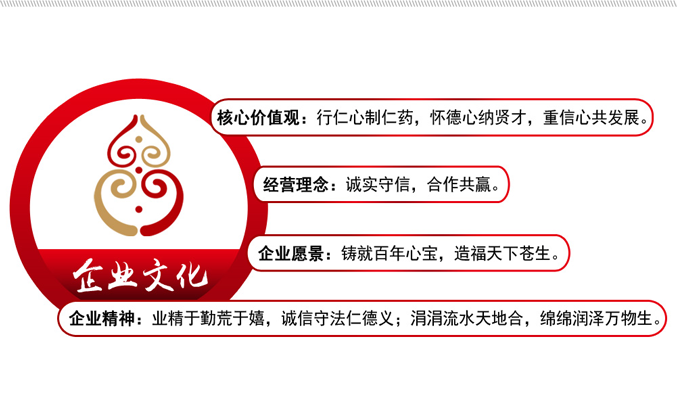 核心价值观：行仁心制仁药，怀德心纳贤才，重信心共发展。
经营理念：诚实守信，合作共赢。
企业愿景：铸就百年心宝，造福天下苍生。
企业文化
企业精神：业精于勤荒于嬉，诚信守法仁德义；涓涓流水天地合，绵绵润泽万物生。